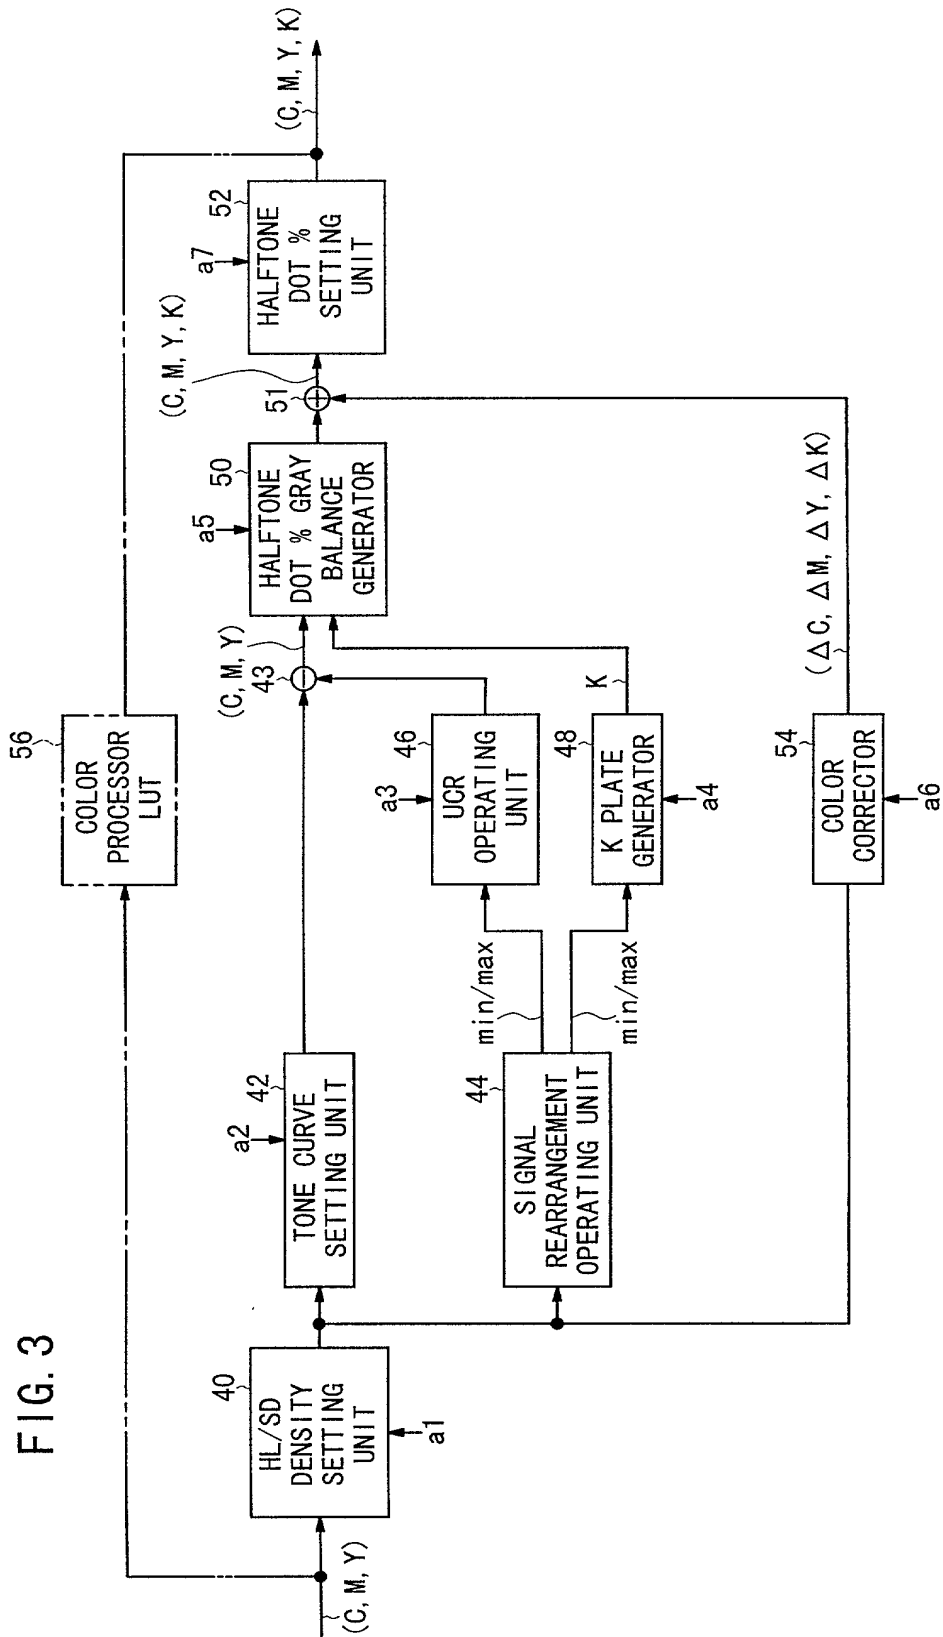 FIG. 3
(C, M, Y)
40
HL/SD
DENSITY
SETTING
UNIT
a1
a2
42
TONE CURVE
SETTING UNIT
44
SIGNAL
REARRANGEMENT
OPERATING UNIT
min/max
min/max
56
COLOR
PROCESSOR
LUT
(C, M, Y)
43
a3
46
UCR
OPERATING
UNIT
48
K PLATE
GENERATOR
a4
K
54
COLOR
CORRECTOR
a6
(ΔC, ΔM, ΔY, ΔK)
a5
50
HALFTONE
DOT % GRAY
BALANCE
GENERATOR
51
(C, M, Y, K)
a7
52
HALFTONE
DOT %
SETTING
UNIT
(C, M, Y, K)